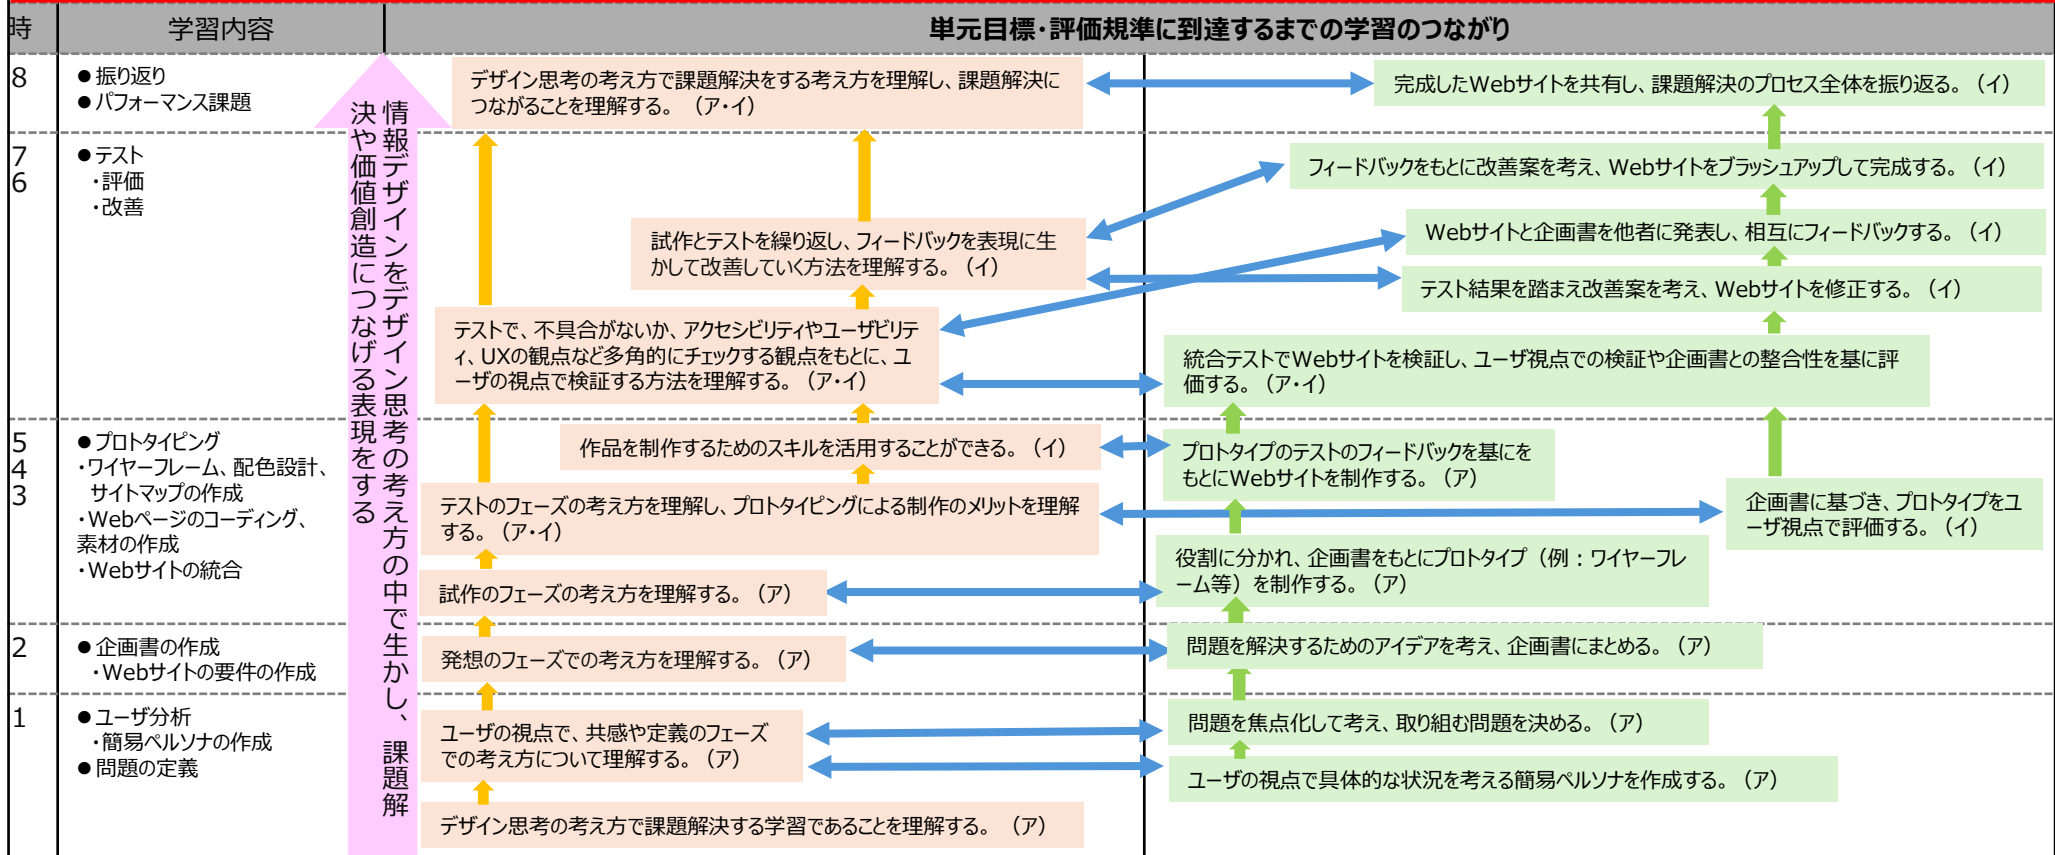 時
学習内容
単元目標・評価規準に到達するまでの学習のつながり
8
●振り返り
●パフォーマンス課題
情報デザインをデザイン思考の考え方の中で生かし、課題解
決や価値創造につなげる表現をする
デザイン思考の考え方で課題解決をする考え方を理解し、課題解決に
つながることを理解する。（ア・イ）
完成したWebサイトを共有し、課題解決のプロセス全体を振り返る。（イ）
7
6
●テスト
・評価
・改善
フィードバックをもとに改善案を考え、Webサイトをブラッシュアップして完成する。（イ）
試作とテストを繰り返し、フィードバックを表現に生
かして改善していく方法を理解する。（イ）
Webサイトと企画書を他者に発表し、相互にフィードバックする。（イ）
テスト結果を踏まえ改善案を考え、Webサイトを修正する。（イ）
テストで、不具合がないか、アクセシビリティやユーザビリテ
ィ、UXの観点など多角的にチェックする観点をもとに、ユ
ーザの視点で検証する方法を理解する。（ア・イ）
統合テストでWebサイトを検証し、ユーザ視点での検証や企画書との整合性を基に評
価する。（ア・イ）
5
4
3
●プロトタイピング
・ワイヤーフレーム、配色設計、
サイトマップの作成
・Webページのコーディング、
素材の作成
・Webサイトの統合
作品を制作するためのスキルを活用することができる。（イ）
プロトタイプのテストのフィードバックを基にを
もとにWebサイトを制作する。（ア）
テストのフェーズの考え方を理解し、プロトタイピングによる制作のメリットを理解
する。（ア・イ）
企画書に基づき、プロトタイプをユ
ーザ視点で評価する。（イ）
役割に分かれ、企画書をもとにプロトタイプ（例：ワイヤーフレ
ーム等）を制作する。（ア）
試作のフェーズの考え方を理解する。（ア）
2
●企画書の作成
・Webサイトの要件の作成
発想のフェーズでの考え方を理解する。（ア）
問題を解決するためのアイデアを考え、企画書にまとめる。（ア）
1
●ユーザ分析
・簡易ペルソナの作成
●問題の定義
ユーザの視点で、共感や定義のフェーズ
での考え方について理解する。（ア）
問題を焦点化して考え、取り組む問題を決める。（ア）
ユーザの視点で具体的な状況を考える簡易ペルソナを作成する。（ア）
デザイン思考の考え方で課題解決する学習であることを理解する。（ア）